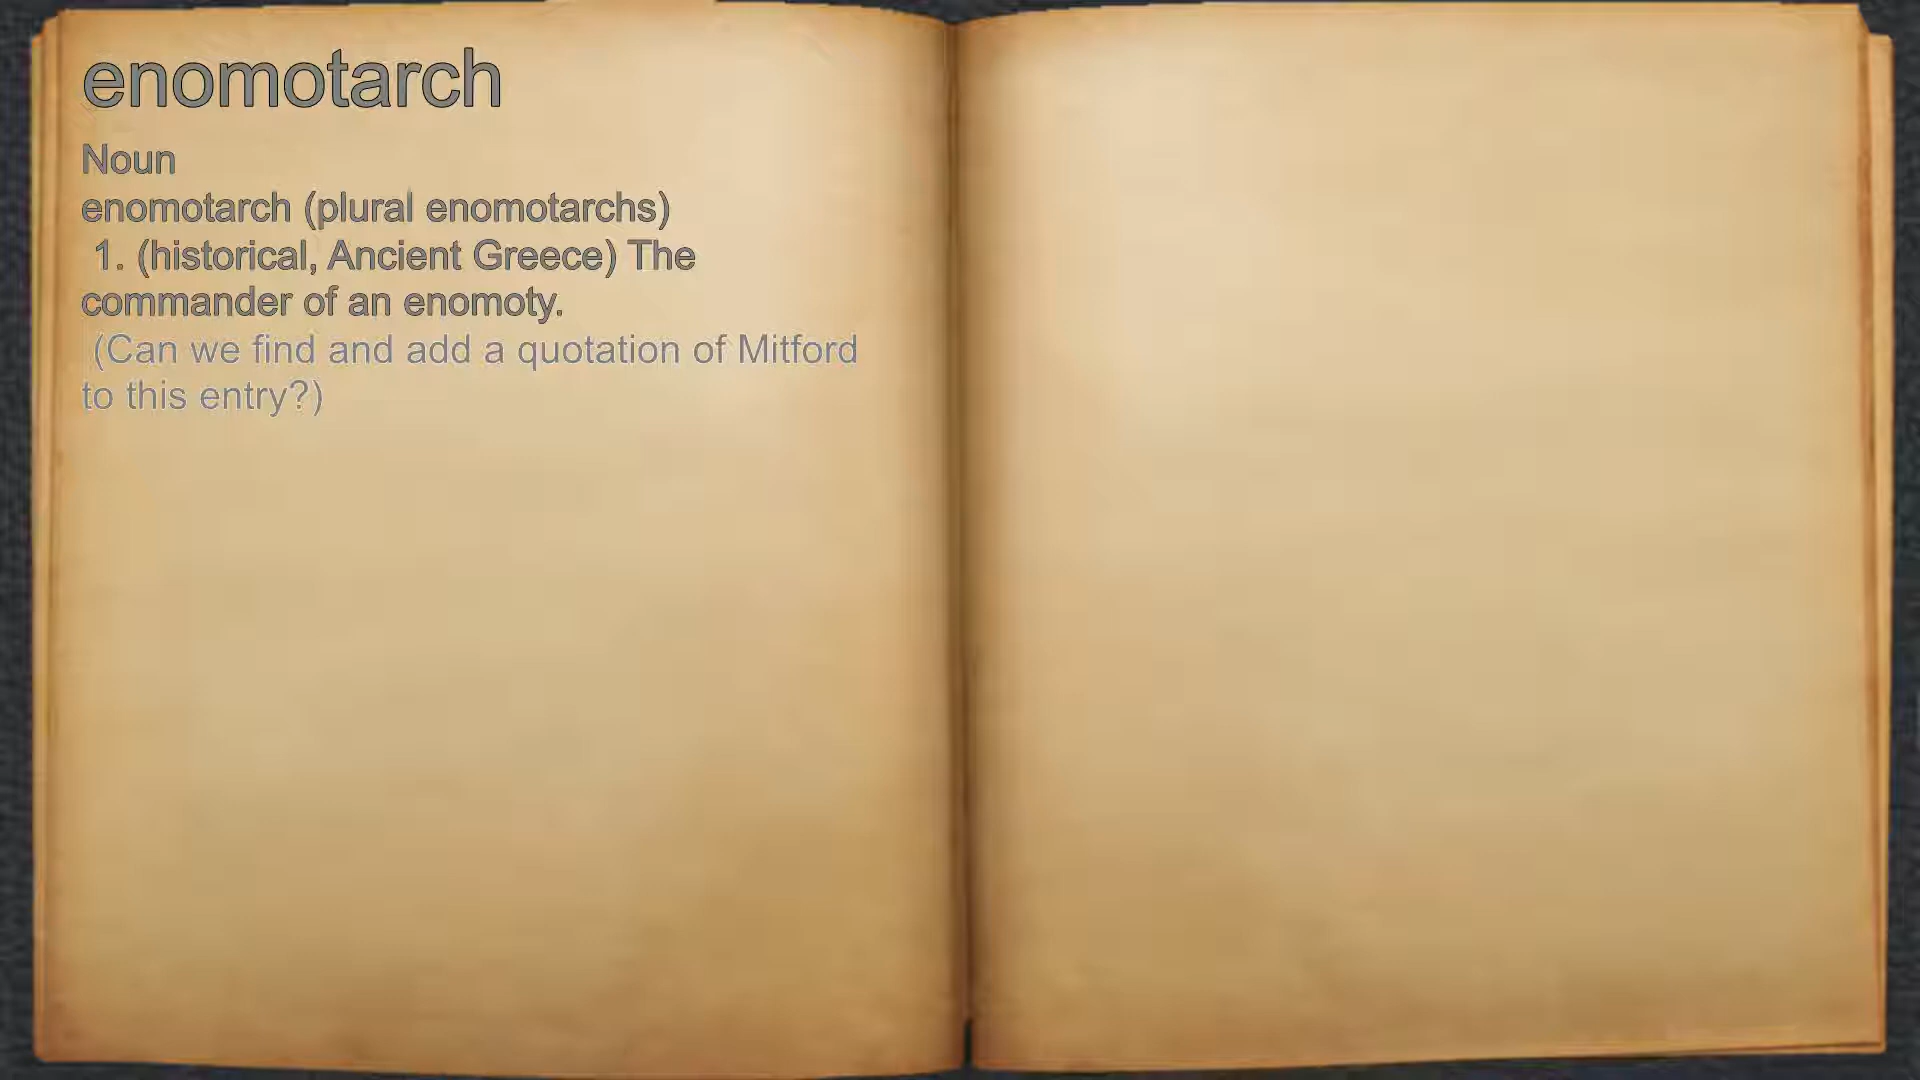 enomotarch
Noun
enomotarch (plural enomotarchs)
1. (historical, Ancient Greece) The
commander of an enomoty.
(Can we find and add a quotation of Mitford
to this entry?)